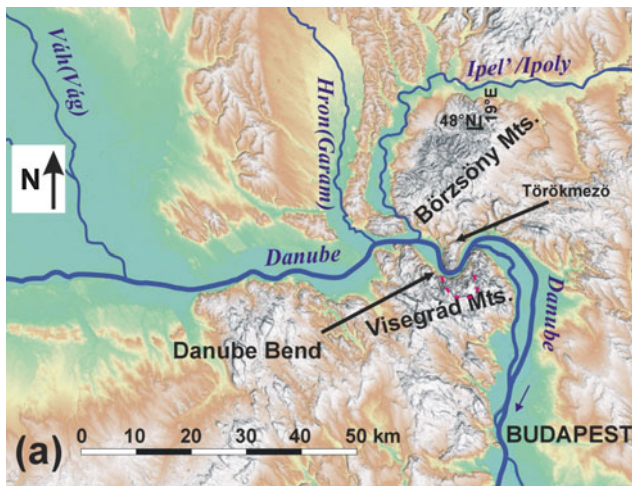 Váh(Vág)
Hron(Garam)
Ipel'/Ipoly
48°N
19°E
Börzsöny Mts.
N
Törökmező
Danube
Danube
Visegrád Mts.
Danube Bend
BUDAPEST
(a)
0 10 20 30 40 50 km